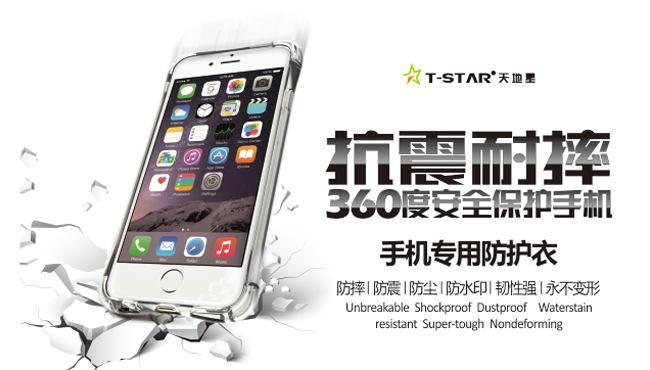 T-STAR 天地星
抗震耐摔
360度安全保护手机
手机专用防护衣
防摔|防震|防尘|防水印|韧性强|永不变形
Unbreakable Shockproof Dustproof Waterstain
resistant Super-tough Nondeforming